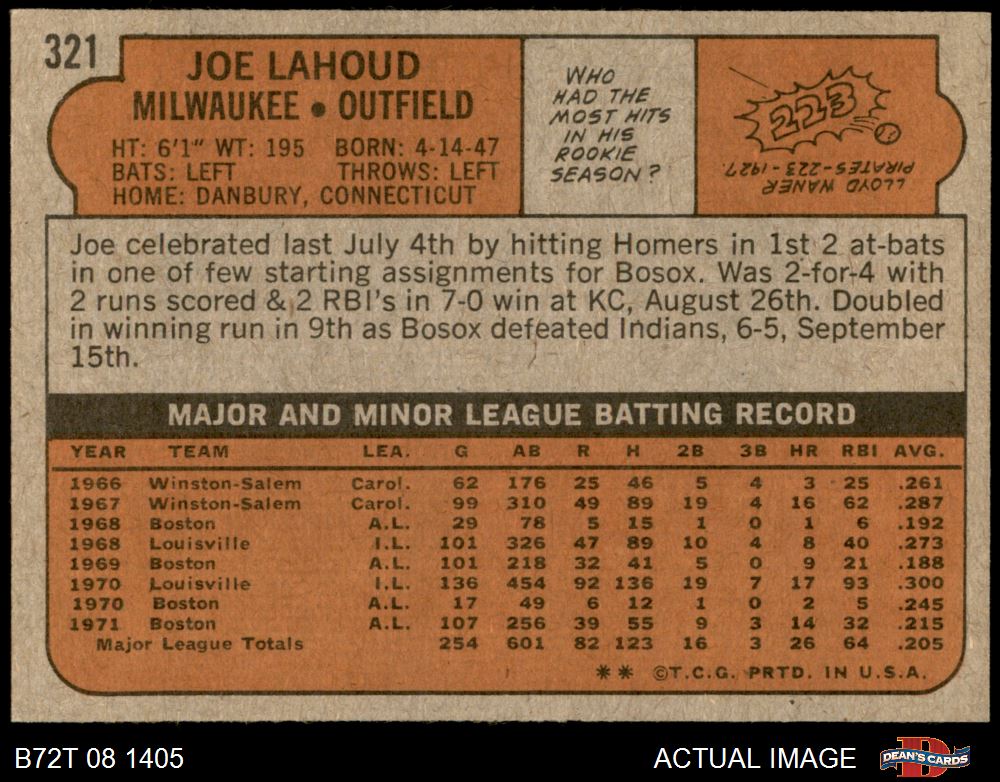 321
JOE LAHOUD
MILWAUKEE • OUTFIELD
HT: 6'1" WT: 195 BORN: 4-14-47
BATS: LEFT THROWS: LEFT
HOME: DANBURY, CONNECTICUT
WHO
HAD THE
MOST HITS
IN HIS
ROOKIE
SEASON?
223
LLOYD WANER
PIRATES-223-1927.
Joe celebrated last July 4th by hitting Homers in 1st 2 at-bats
in one of few starting assignments for Bosox. Was 2-for-4 with
2 runs scored & 2 RBI's in 7-0 win at KC, August 26th. Doubled
in winning run in 9th as Bosox defeated Indians, 6-5, September
15th.
MAJOR AND MINOR LEAGUE BATTING RECORD
YEAR TEAM LEA. G AB R H 2B 3B HR RBI AVG.
1966 Winston-Salem Carol. 62 176 25 46 5 4 3 25 .261
1967 Winston-Salem Carol. 99 310 49 89 19 4 16 62 .287
1968 Boston A.L. 29 78 5 15 1 0 1 6 .192
1968 Louisville I.L. 101 326 47 89 10 4 8 40 .273
1969 Boston A.L. 101 218 32 41 5 0 9 21 .188
1970 Louisville I.L. 136 454 92 136 19 7 17 93 .300
1970 Boston A.L. 17 49 6 12 1 0 2 5 .245
1971 Boston A.L. 107 256 39 55 9 3 14 32 .215
Major League Totals 254 601 82 123 16 3 26 64 .205
** ©T.C.G. PRTD. IN U.S.A.
B72T 08 1405
ACTUAL IMAGE
DEAN'S CARDS